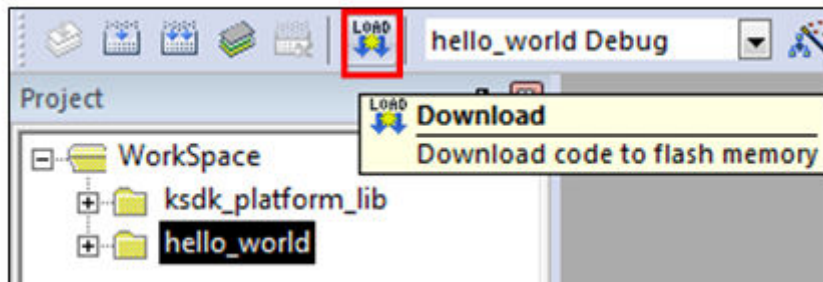 LOAD
hello_world Debug
Project
LOAD Download
Download code to flash memory
WorkSpace
ksdk_platform_lib
hello_world